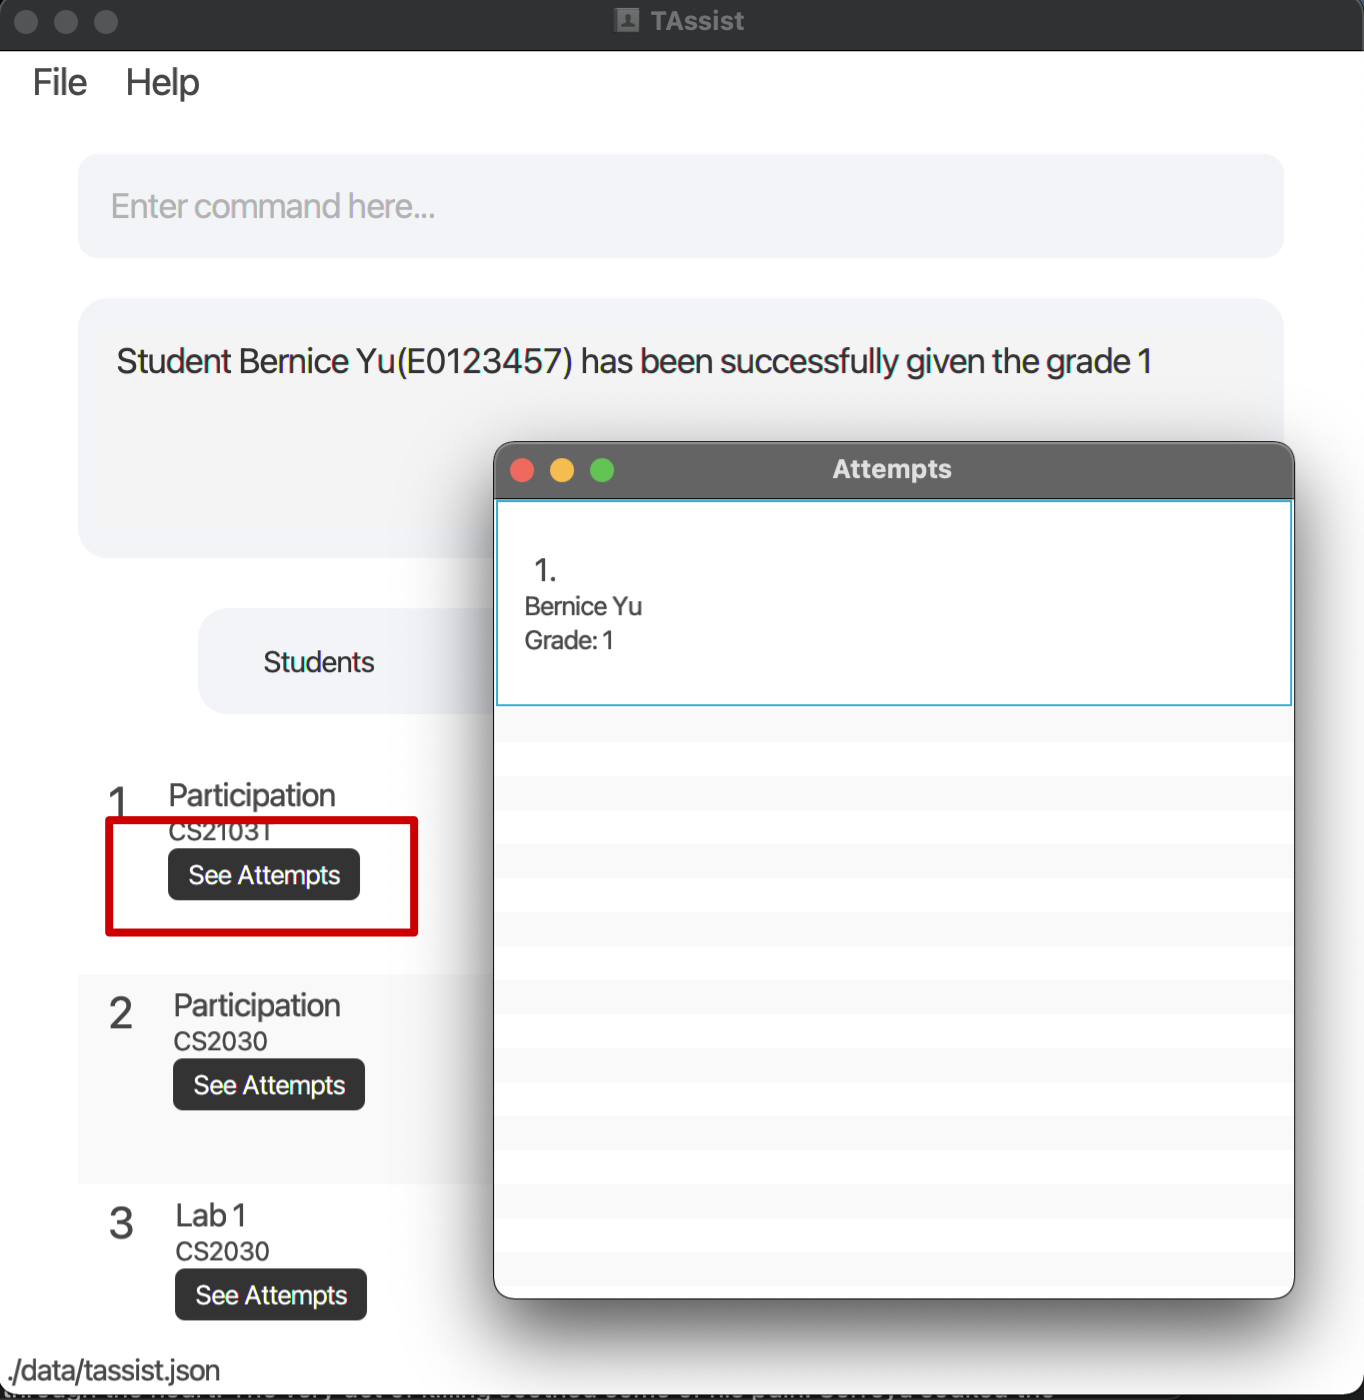 TAssist
File Help
Enter command here...
Student Bernice Yu(E0123457) has been successfully given the grade 1
Attempts
1.
Bernice Yu
Grade: 1
Students
1 Participation
CS2103T
See Attempts
2 Participation
CS2030
See Attempts
3 Lab 1
CS2030
See Attempts
./data/tassist.json